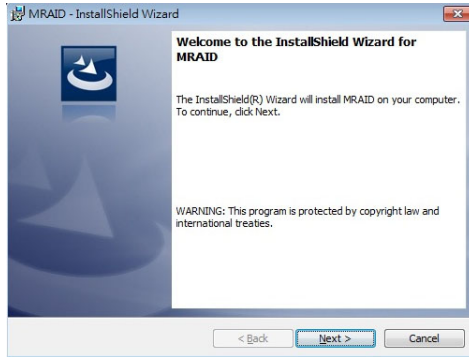 MRAID - InstallShield Wizard
Welcome to the InstallShield Wizard for
MRAID
The InstallShield(R) Wizard will install MRAID on your computer.
To continue, click Next.
WARNING: This program is protected by copyright law and
international treaties.
< Back
Next >
Cancel